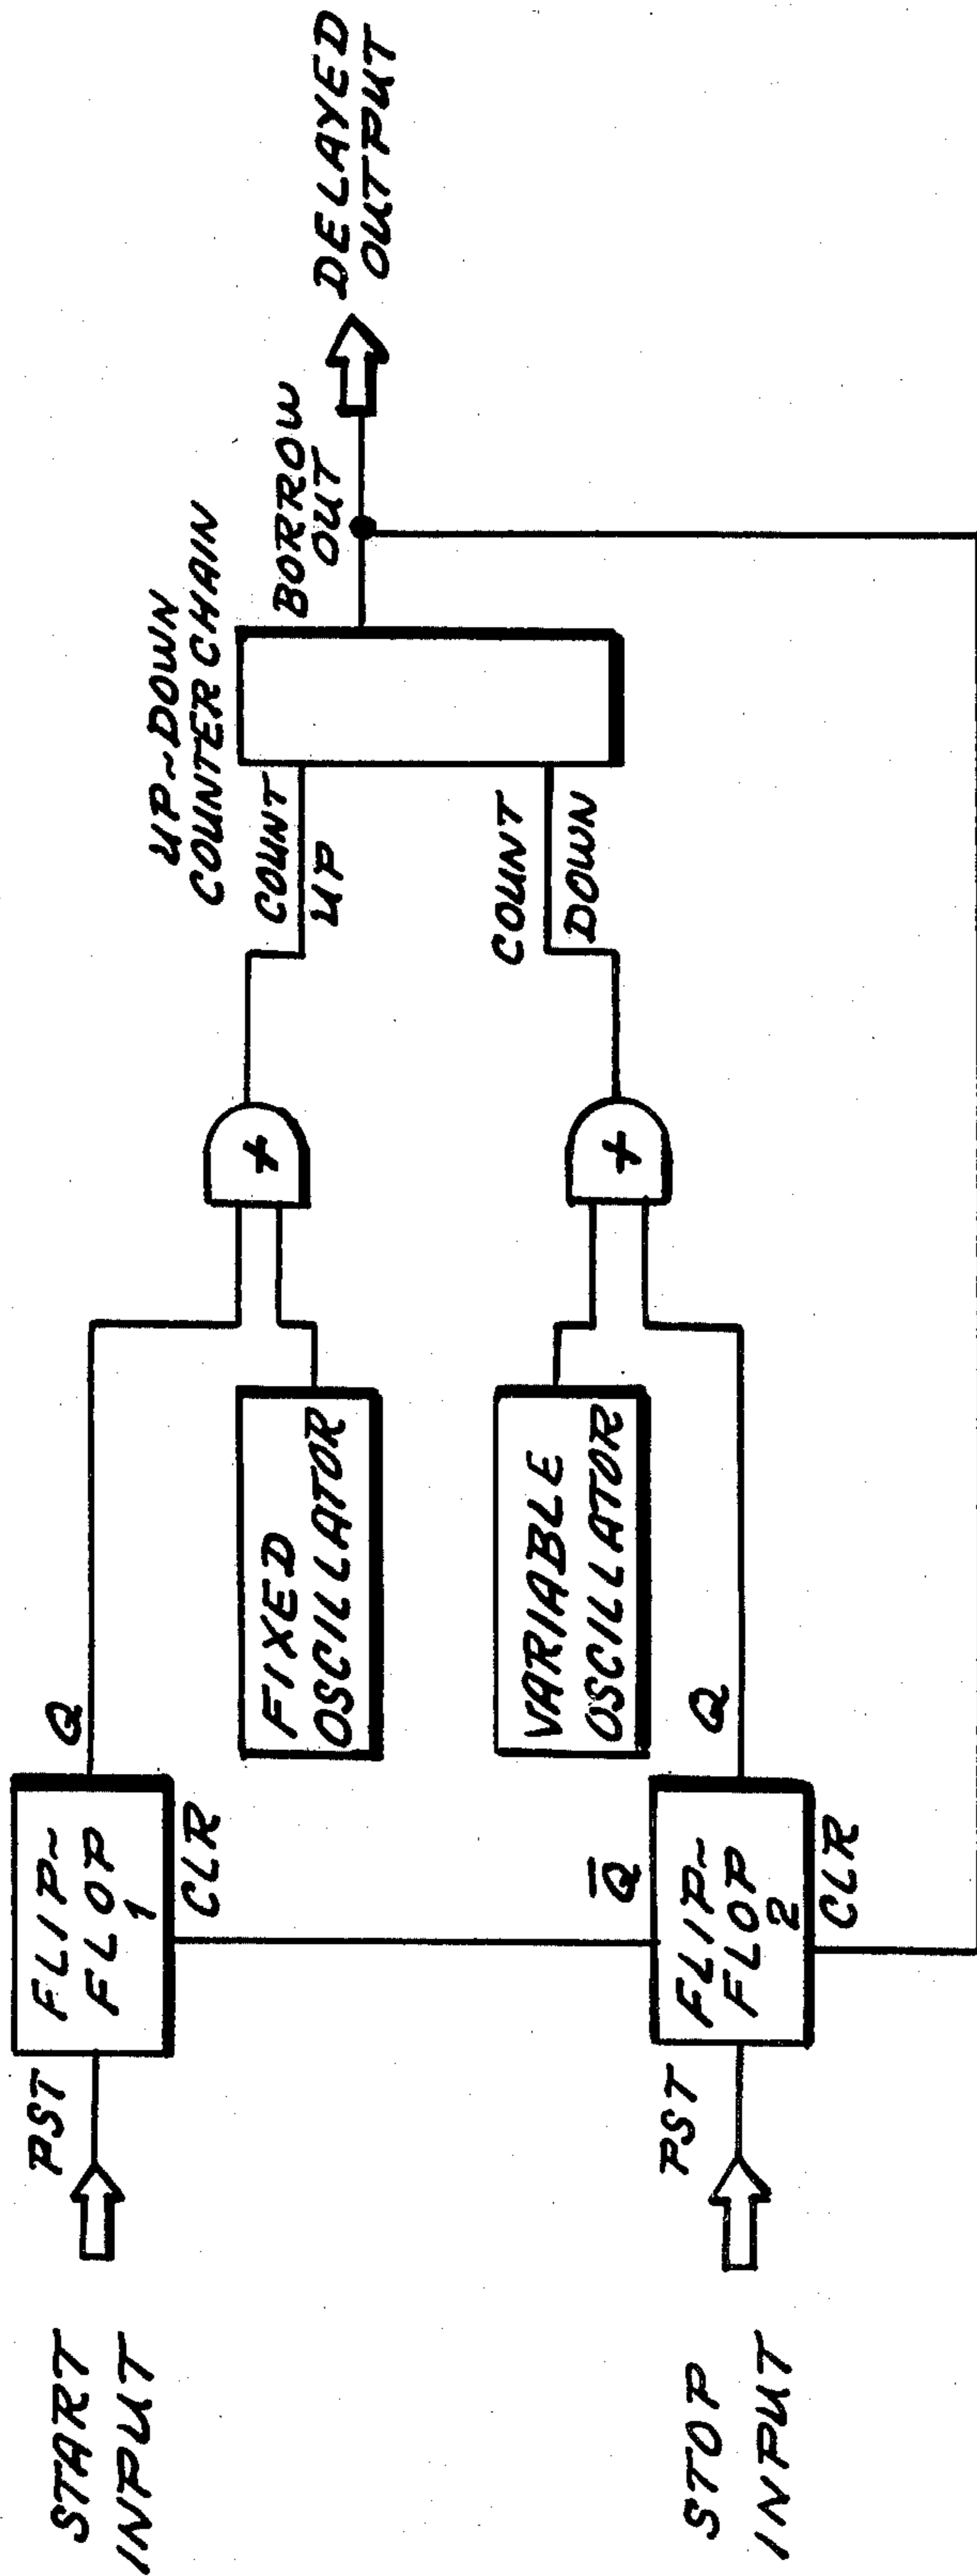 START
INPUT
PST
FLIP~
FLOP
1
Q
CLR
FIXED
OSCILLATOR
+
UP~DOWN
COUNTER CHAIN
COUNT
UP
BORROW
OUT
DELAYED
OUTPUT
COUNT
DOWN
+
VARIABLE
OSCILLATOR
STOP
INPUT
PST
Q̅
FLIP~
FLOP
2
Q
CLR